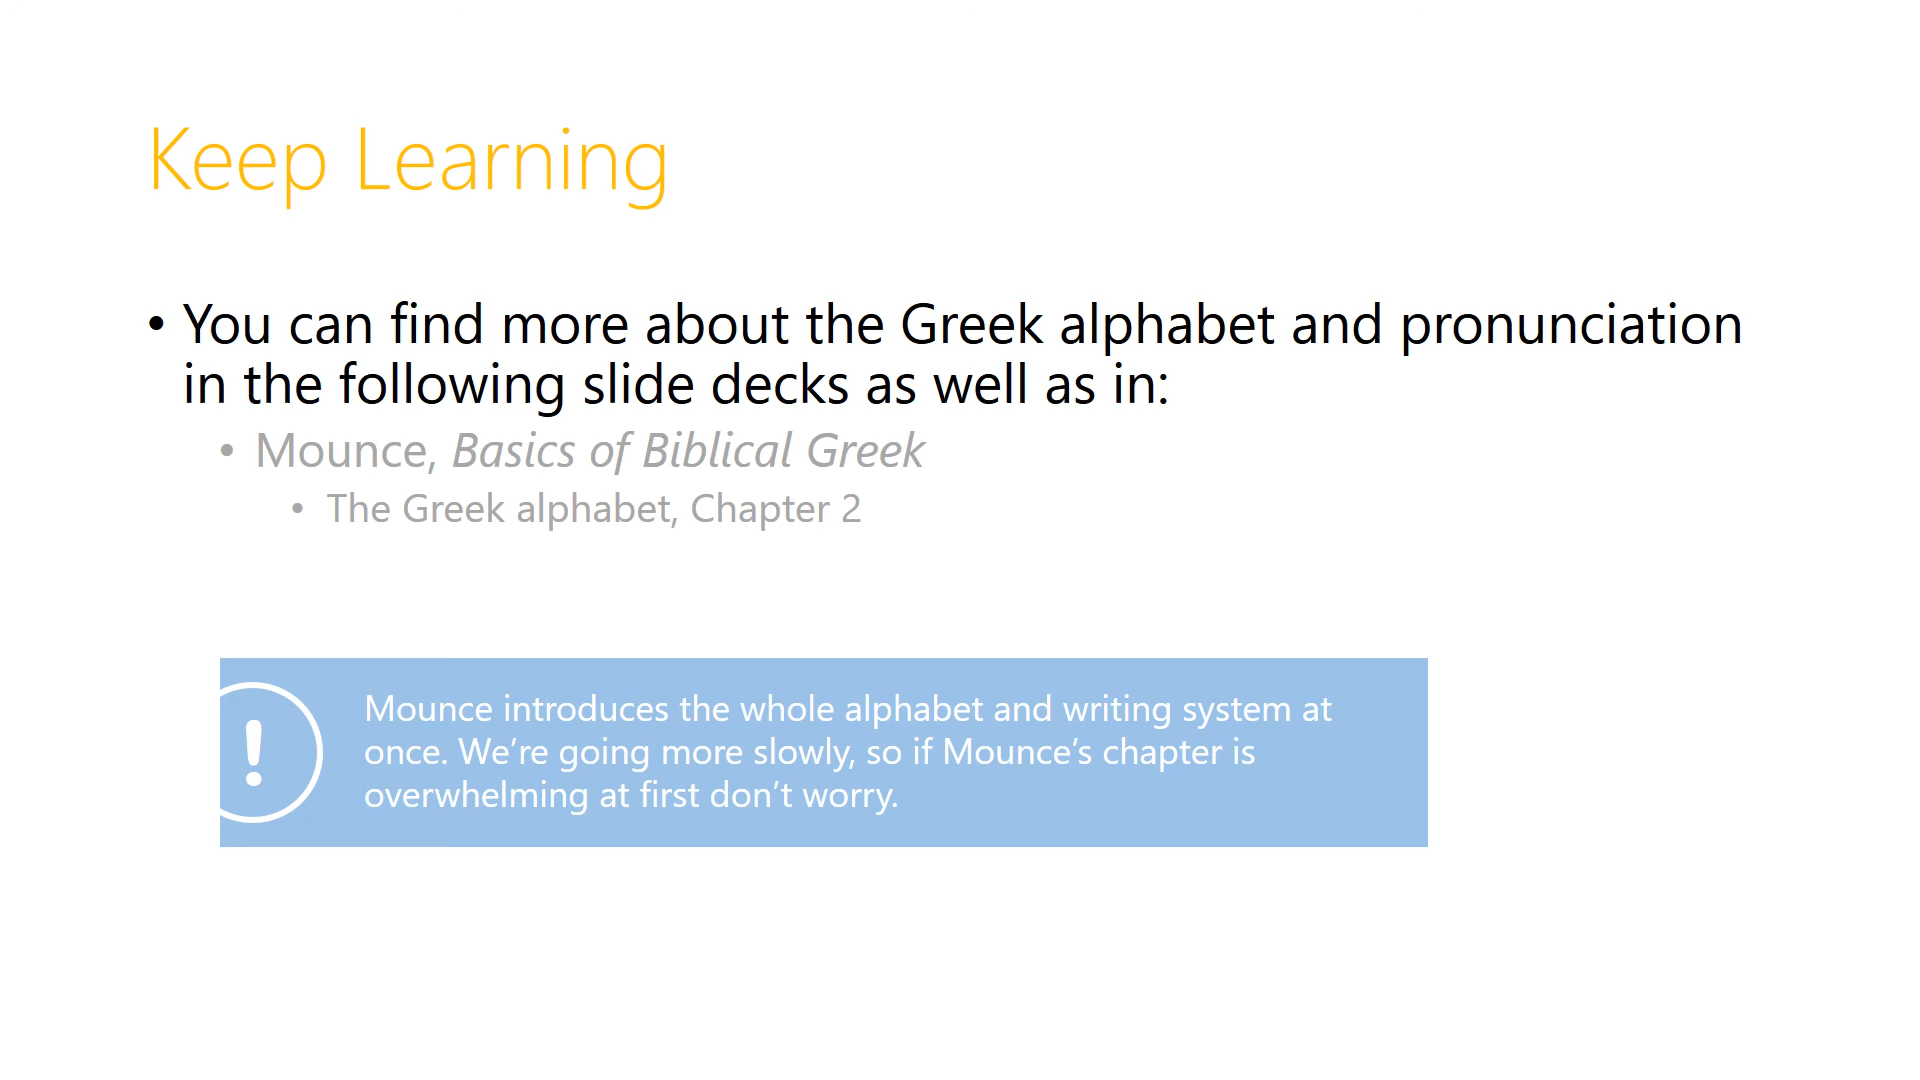 Keep Learning
• You can find more about the Greek alphabet and pronunciation
in the following slide decks as well as in:
• Mounce, Basics of Biblical Greek
• The Greek alphabet, Chapter 2
!
Mounce introduces the whole alphabet and writing system at
once. We’re going more slowly, so if Mounce’s chapter is
overwhelming at first don’t worry.